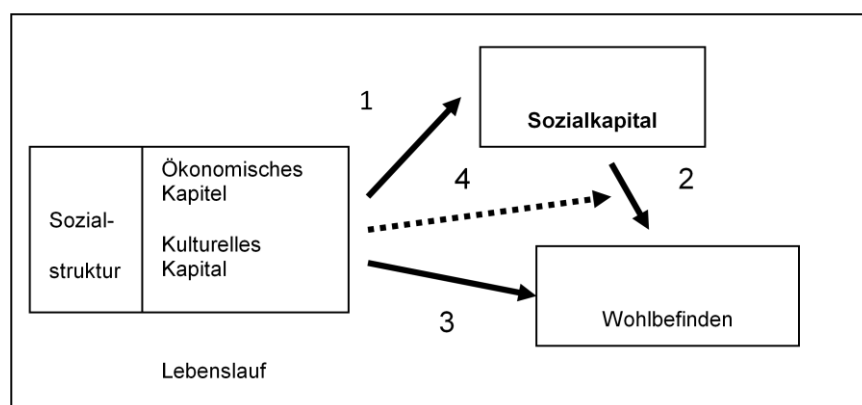 1
Sozialkapital
Ökonomisches
Kapitel
4
2
Sozial-
Kulturelles
Kapital
struktur
Wohlbefinden
3
Lebenslauf